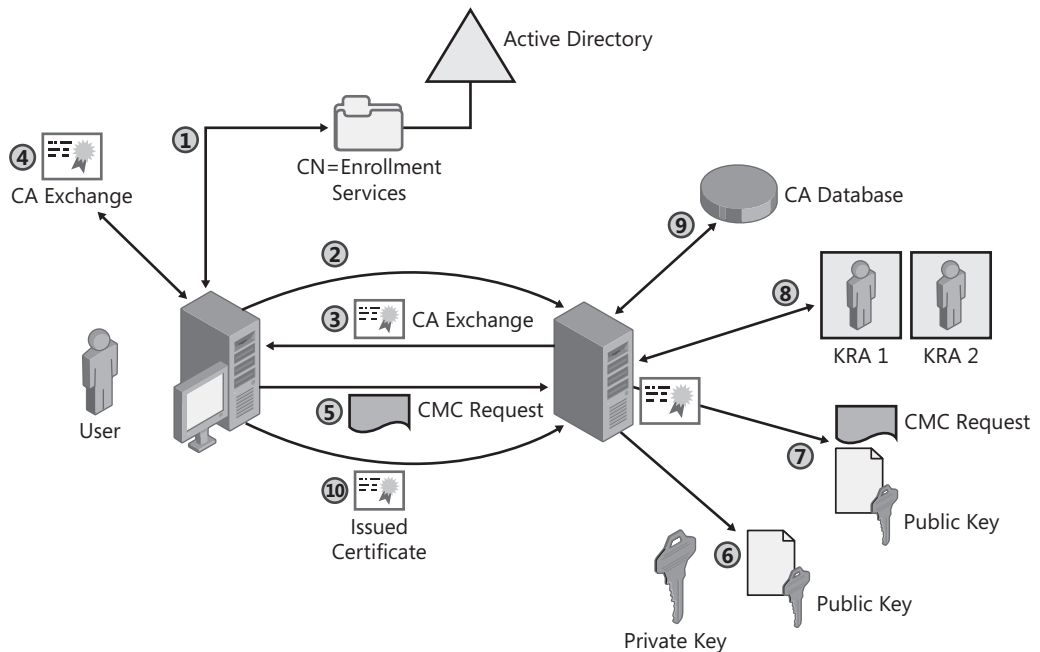 Active Directory
1
CN=Enrollment
Services
4
CA Exchange
CA Database
9
2
8
3
CA Exchange
KRA 1
KRA 2
User
5
CMC Request
CMC Request
7
Public Key
10
Issued
Certificate
6
Public Key
Private Key